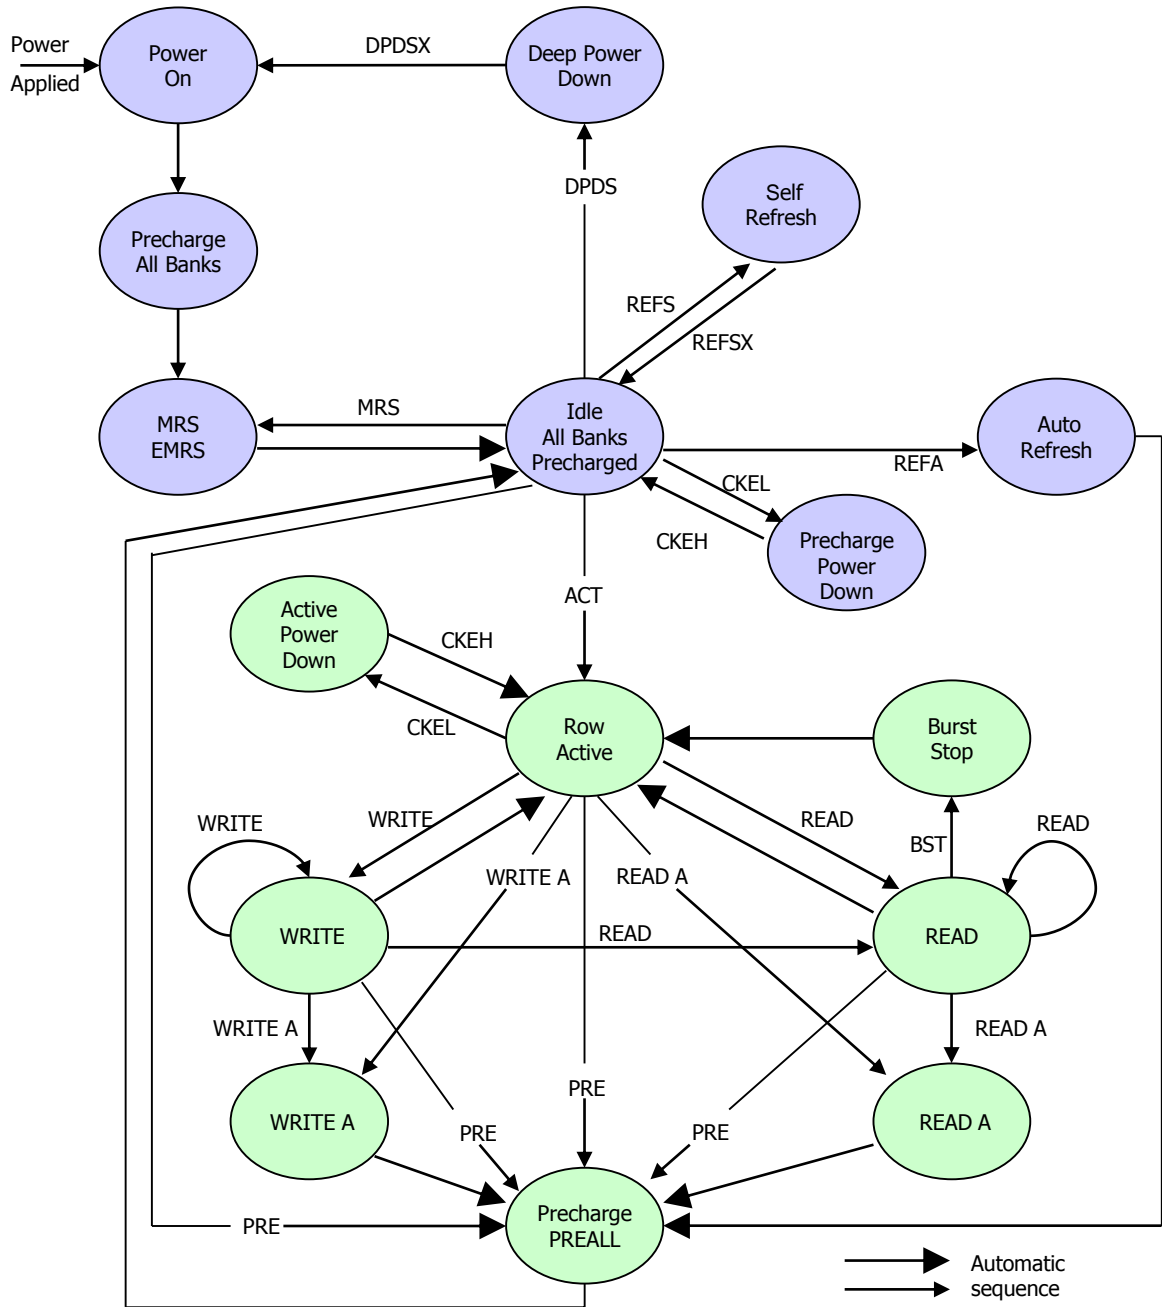 Power
Applied
Power
On
DPDSX
Deep Power
Down
DPDS
Self
Refresh
Precharge
All Banks
REFS
REFSX
MRS
EMRS
MRS
Idle
All Banks
Precharged
Auto
Refresh
REFA
CKEL
CKEH
Precharge
Power
Down
ACT
Active
Power
Down
CKEH
CKEL
Row
Active
Burst
Stop
WRITE
WRITE
READ
BST
READ
WRITE A
READ A
WRITE
READ
READ
WRITE A
READ A
PRE
WRITE A
PRE
PRE
READ A
PRE
Precharge
PREALL
Automatic
sequence